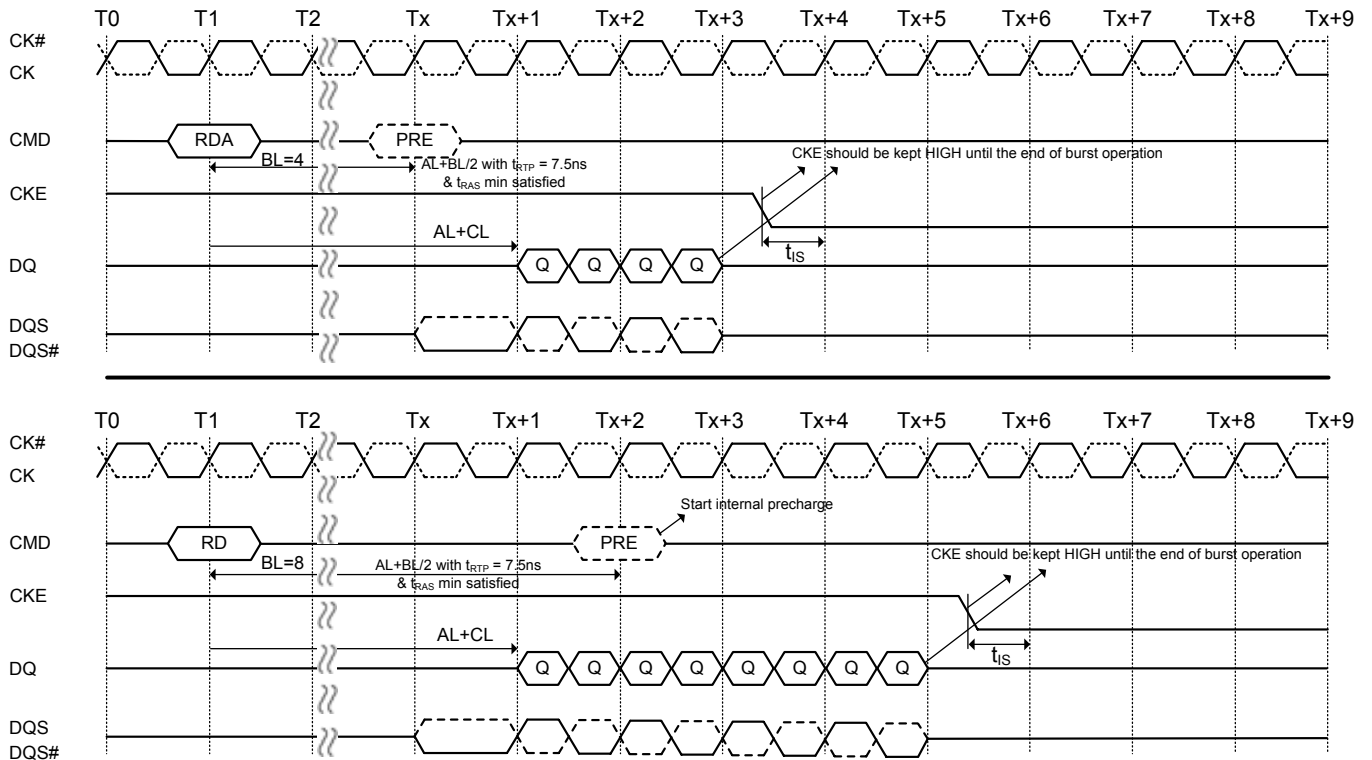 T0 T1 T2 Tx Tx+1 Tx+2 Tx+3 Tx+4 Tx+5 Tx+6 Tx+7 Tx+8 Tx+9
CK#
CK
CMD RDA PRE
BL=4 AL+BL/2 with tRTP = 7.5ns
& tRAS min satisfied
CKE should be kept HIGH until the end of burst operation
CKE
AL+CL
tIS
DQ Q Q Q Q
DQS
DQS#
T0 T1 T2 Tx Tx+1 Tx+2 Tx+3 Tx+4 Tx+5 Tx+6 Tx+7 Tx+8 Tx+9
CK#
CK
Start internal precharge
CMD RD PRE
CKE should be kept HIGH until the end of burst operation
BL=8 AL+BL/2 with tRTP = 7.5ns
& tRAS min satisfied
CKE
AL+CL
tIS
DQ Q Q Q Q Q Q Q Q
DQS
DQS#